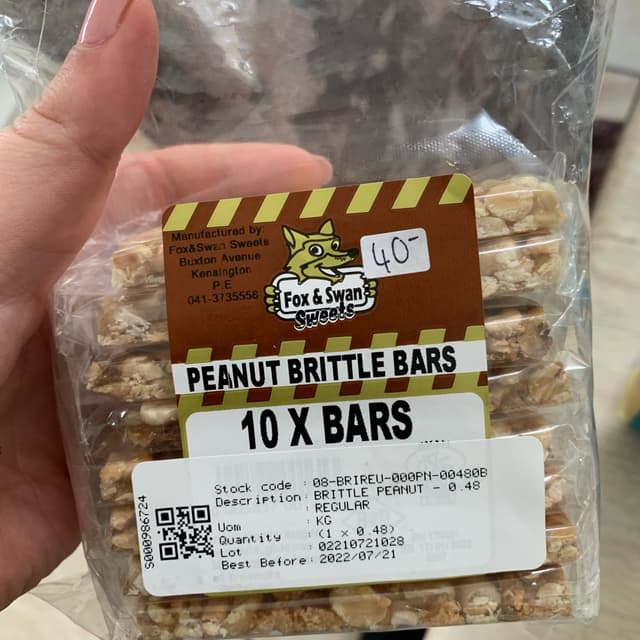 Manufactured by:
Fox&Swan Sweets
Buxton Avenue
Kensington
P.E
041-3735556
40-
Fox & Swan
Sweets
PEANUT BRITTLE BARS
10 X BARS
Stock code : 08-BRIREU-000PN-00480B
Description : BRITTLE PEANUT - 0.48
: REGULAR
Uom : KG
Quantity : (1 x 0.48)
Lot : 02210721028
Best Before: 2022/07/21
S000986724